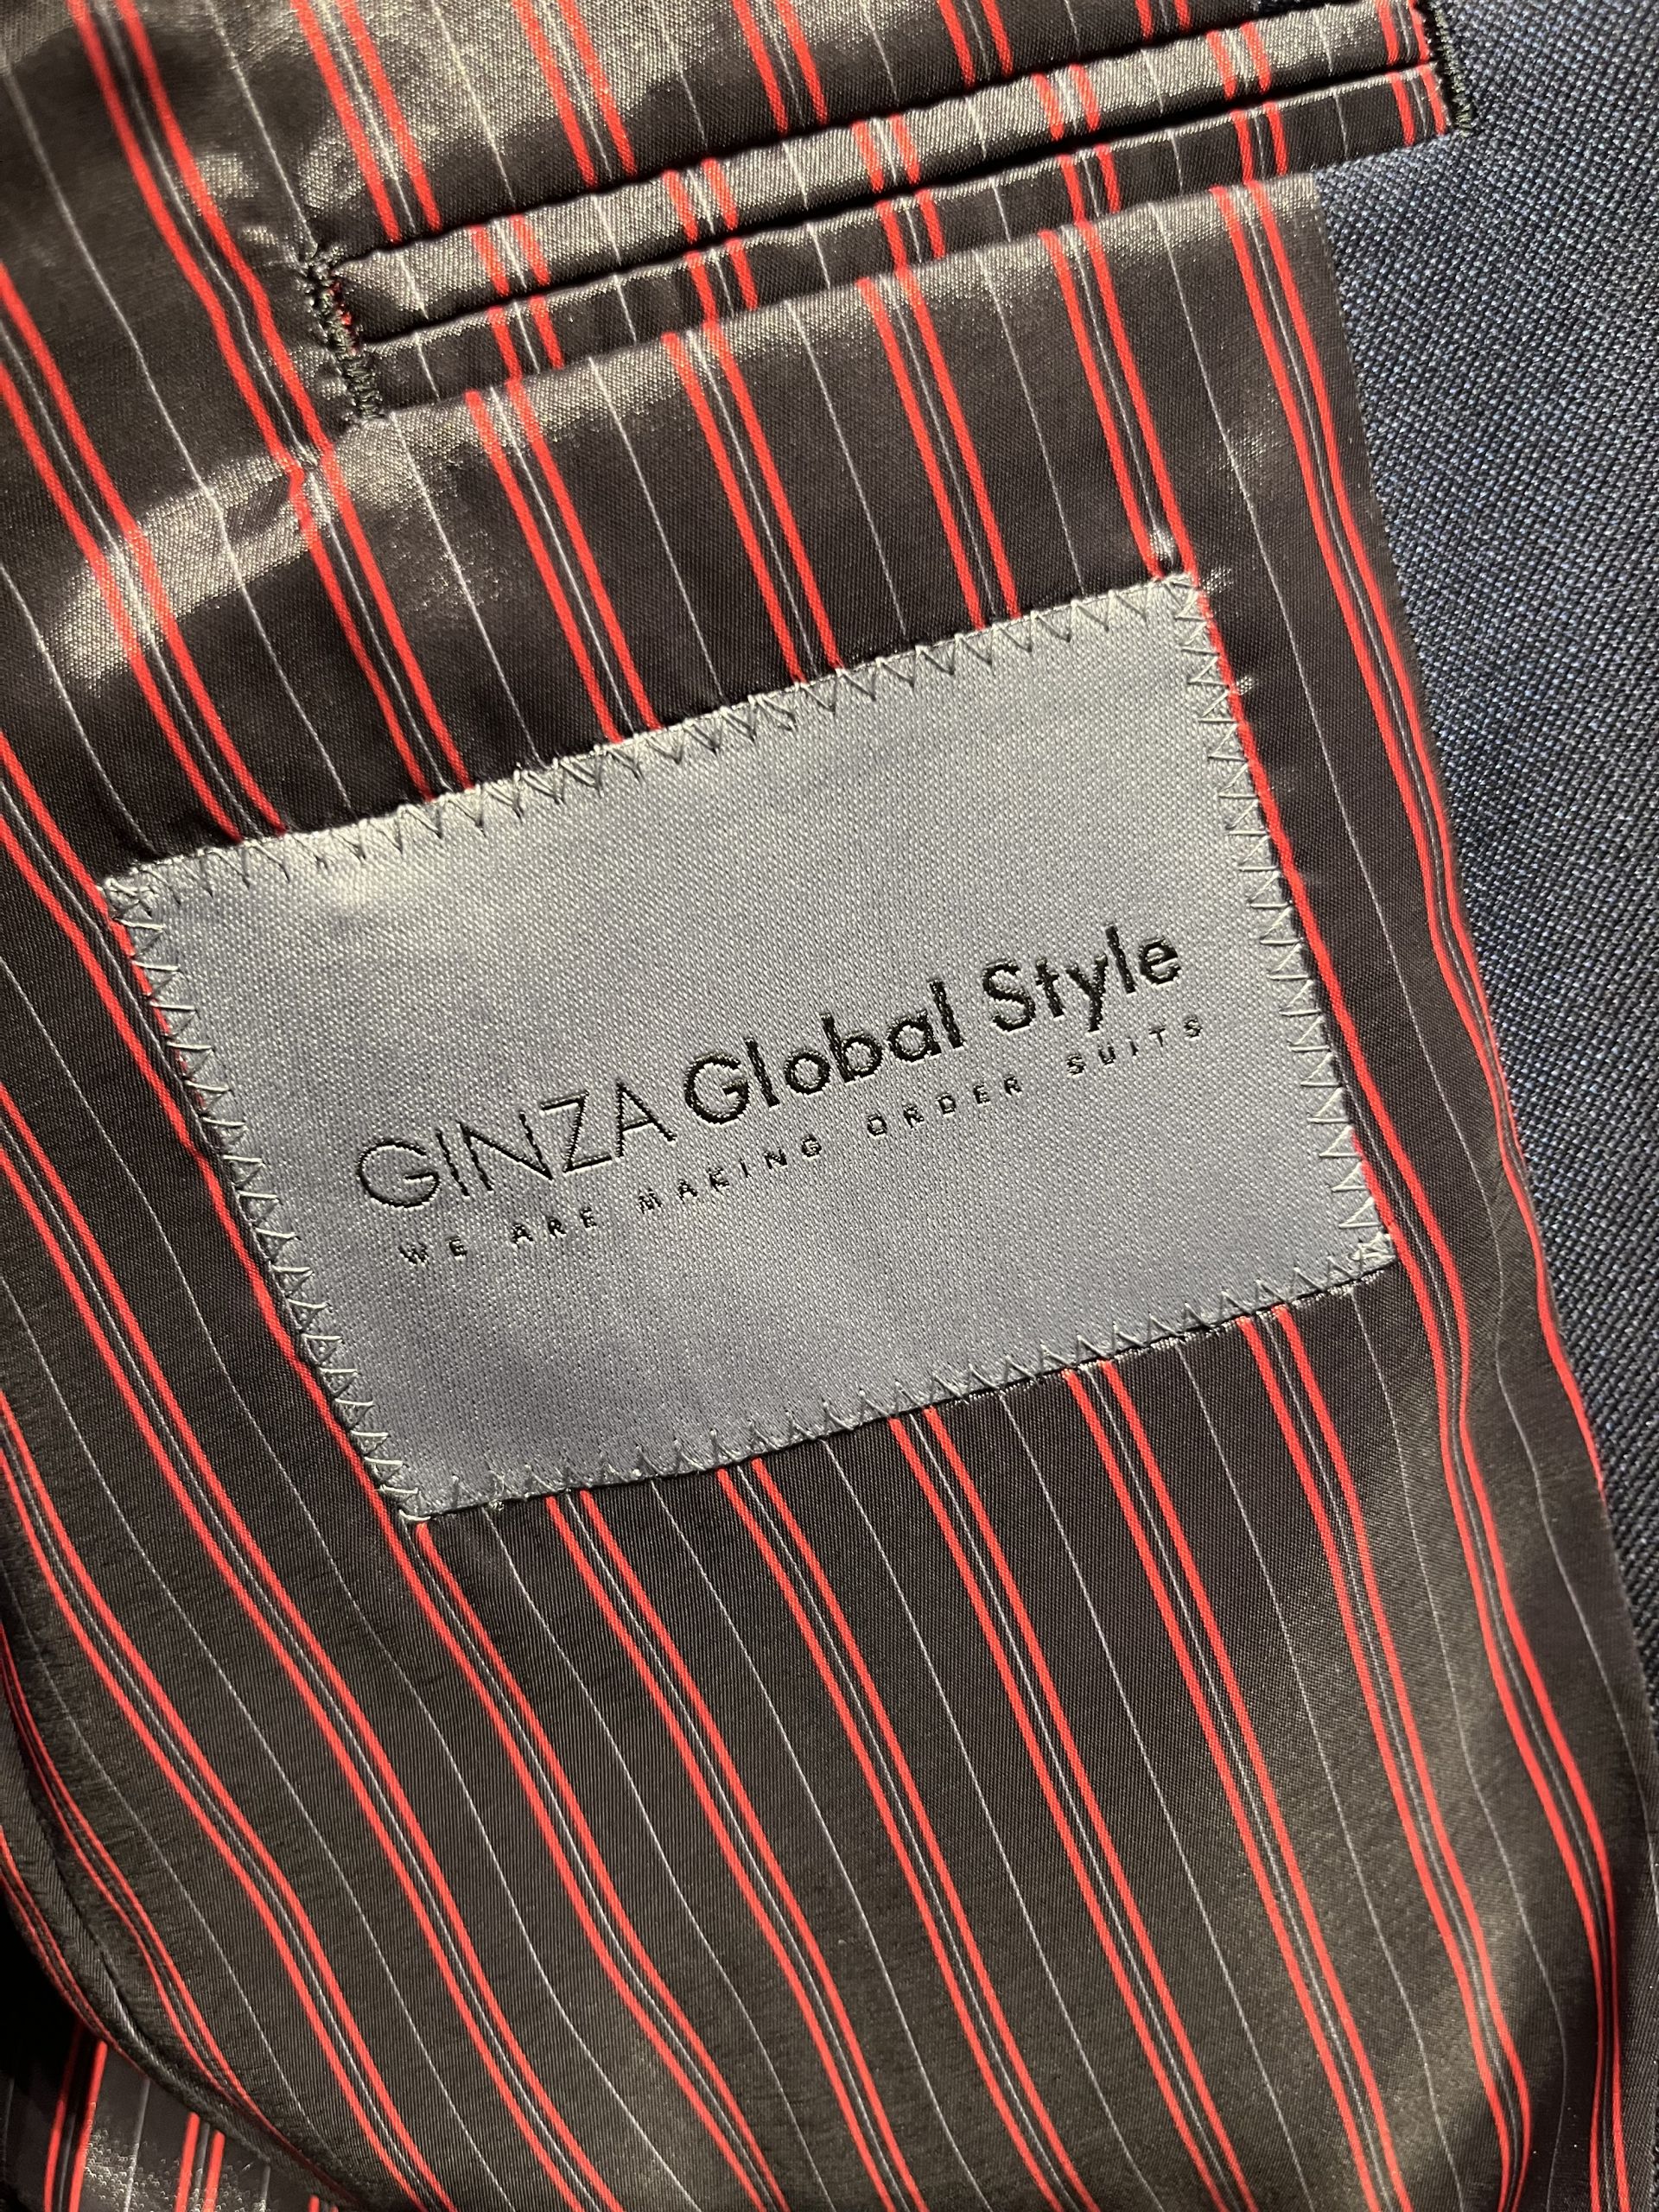 GINZA Global Style
WE ARE MAKING ORDER SUITS